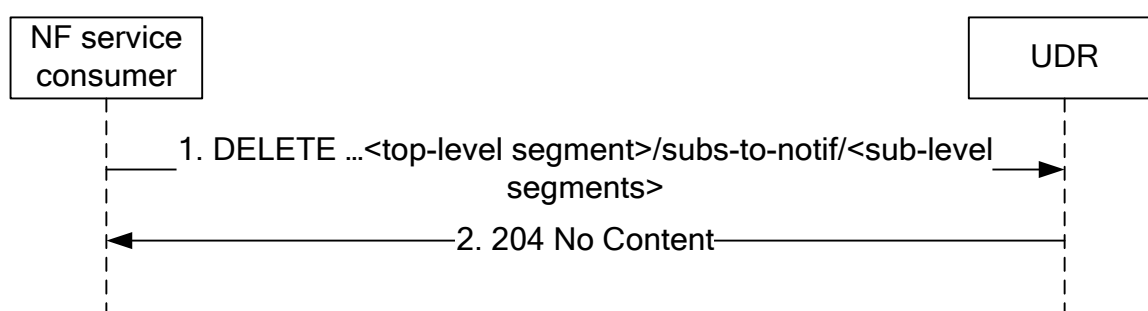 NF service
consumer
UDR
1. DELETE …<top-level segment>/subs-to-notif/<sub-level
segments>
2. 204 No Content